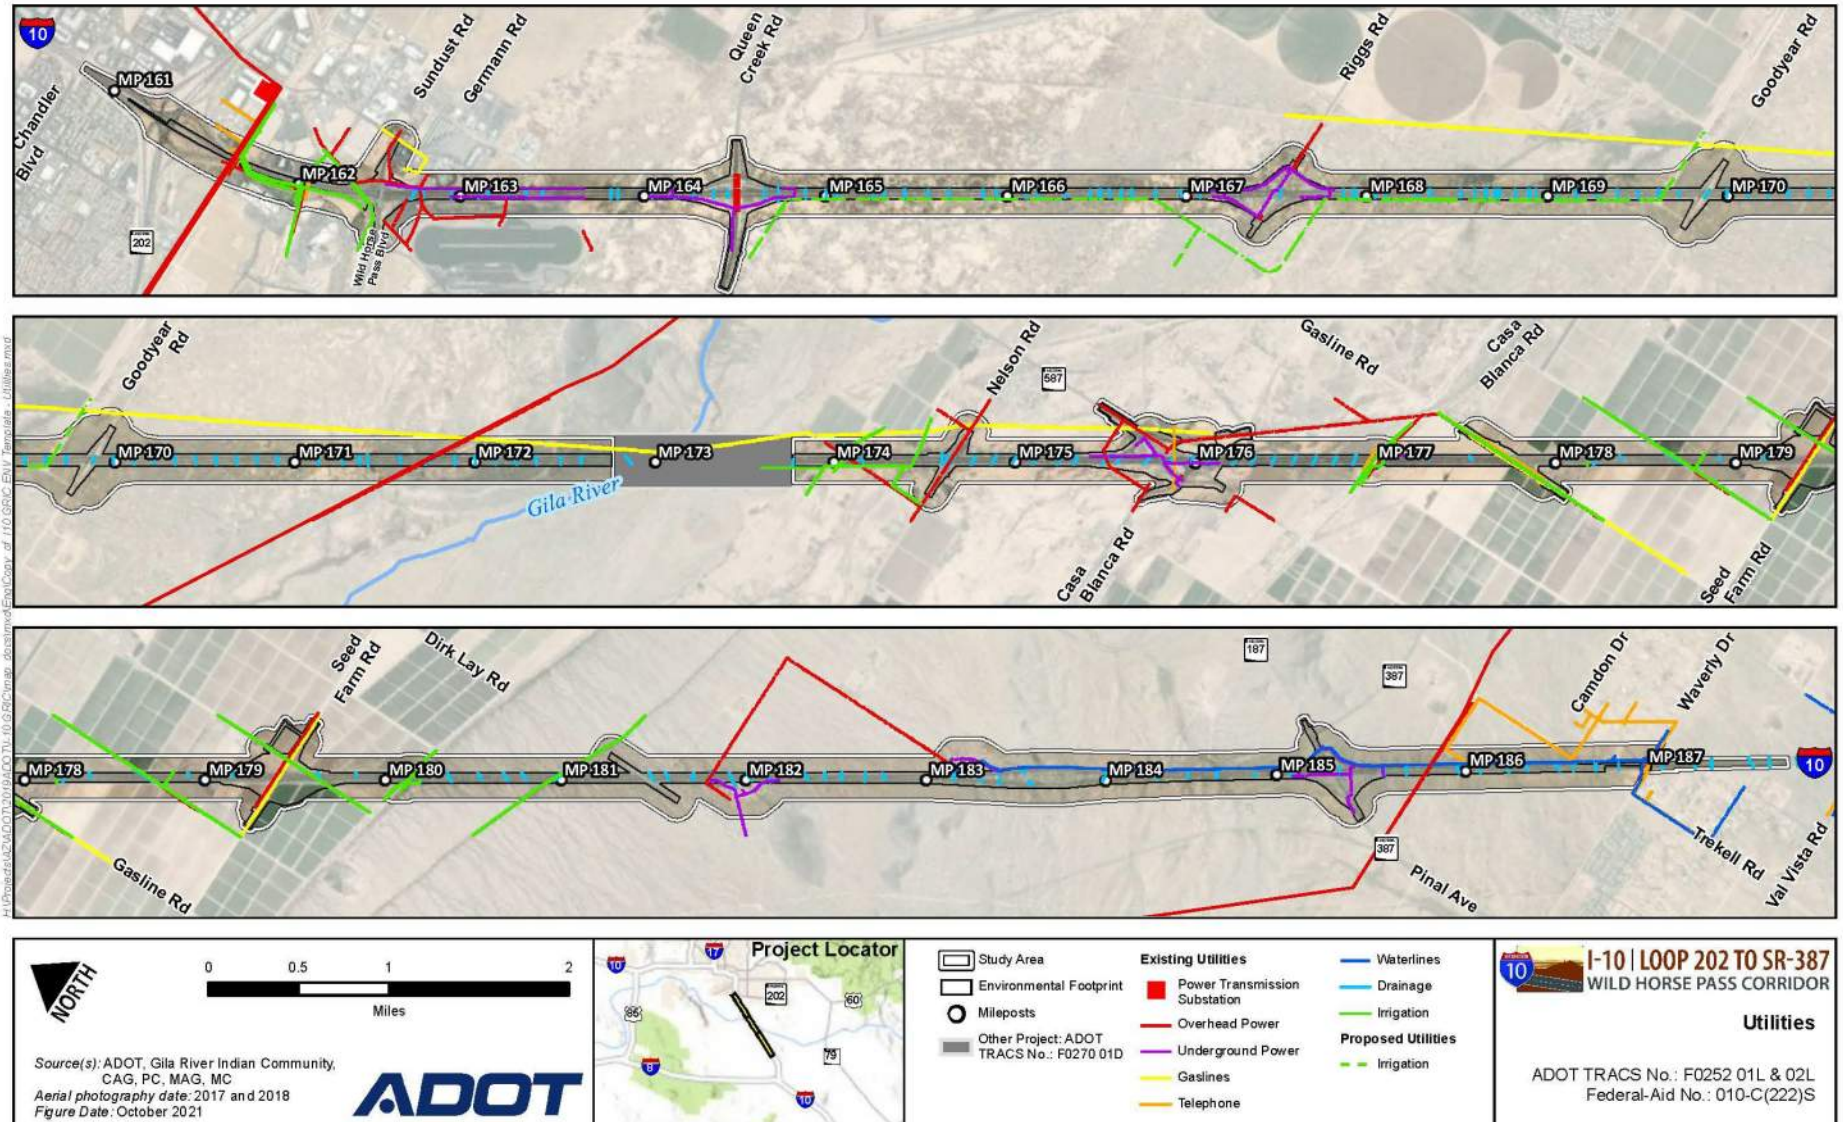 10
Chandler
Blvd
MP 161
202
MP 162
Sundust Rd
Germann Rd
Wild Horse
Pass Blvd
MP 163
MP 164
Queen
Creek Rd
MP 165
MP 166
MP 167
Riggs Rd
MP 168
MP 169
Goodyear Rd
MP 170
Goodyear
Rd
MP 170
MP 171
MP 172
Gila River
MP 173
MP 174
Nelson Rd
587
MP 175
Casa
Blanca Rd
MP 176
Gasline Rd
Casa
Blanca Rd
MP 177
MP 178
MP 179
Seed
Farm Rd
MP 178
Gasline Rd
MP 179
Seed
Farm Rd
Dirk Lay Rd
MP 180
MP 181
MP 182
MP 183
MP 184
187
MP 185
387
387
Pinal Ave
MP 186
Camdon Dr
Waverly Dr
MP 187
Trekell Rd
Val Vista Rd
10
NORTH
0 0.5 1 2
Miles
Source(s): ADOT, Gila River Indian Community,
CAG, PC, MAG, MC
Aerial photography date: 2017 and 2018
Figure Date: October 2021
ADOT
Project Locator
17
10
202
60
85
79
8
10
Study Area
Environmental Footprint
Mileposts
Other Project: ADOT
TRACS No.: F0270 01D
Existing Utilities
Power Transmission
Substation
Overhead Power
Underground Power
Gaslines
Telephone
Waterlines
Drainage
Irrigation
Proposed Utilities
Irrigation
10
I-10 | LOOP 202 TO SR-387
WILD HORSE PASS CORRIDOR
Utilities
ADOT TRACS No.: F0252 01L & 02L
Federal-Aid No.: 010-C(222)S